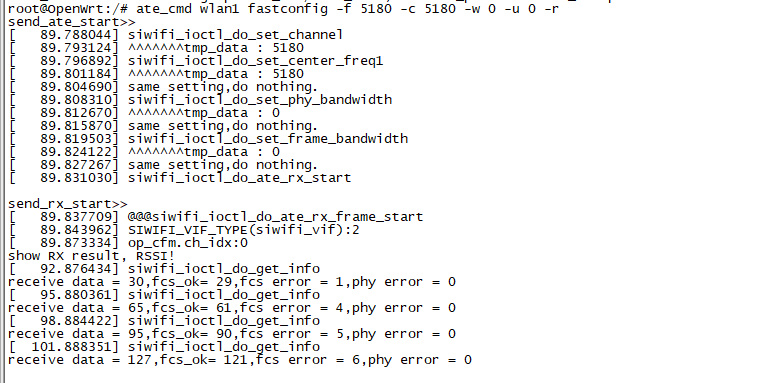 root@OpenWrt:/# ate_cmd wlan1 fastconfig -f 5180 -c 5180 -w 0 -u 0 -r
send_ate_start>>
[   89.788044] siwifi_ioctl_do_set_channel
[   89.793124] ^^^^^^^tmp_data : 5180
[   89.796892] siwifi_ioctl_do_set_center_freq1
[   89.801184] ^^^^^^^tmp_data : 5180
[   89.804690] same setting,do nothing.
[   89.808310] siwifi_ioctl_do_set_phy_bandwidth
[   89.812670] ^^^^^^^tmp_data : 0
[   89.815870] same setting,do nothing.
[   89.819503] siwifi_ioctl_do_set_frame_bandwidth
[   89.824122] ^^^^^^^tmp_data : 0
[   89.827267] same setting,do nothing.
[   89.831030] siwifi_ioctl_do_ate_rx_start
send_rx_start>>
[   89.837709] @@@siwifi_ioctl_do_ate_rx_frame_start
[   89.843962] SIWIFI_VIF_TYPE(siwifi_vif):2
[   89.873334] op_cfm.ch_idx:0
show RX result, RSSI!
[   92.876434] siwifi_ioctl_do_get_info
receive data = 30,fcs_ok= 29,fcs error = 1,phy error = 0
[   95.880361] siwifi_ioctl_do_get_info
receive data = 65,fcs_ok= 61,fcs error = 4,phy error = 0
[   98.884422] siwifi_ioctl_do_get_info
receive data = 95,fcs_ok= 90,fcs error = 5,phy error = 0
[  101.888351] siwifi_ioctl_do_get_info
receive data = 127,fcs_ok= 121,fcs error = 6,phy error = 0